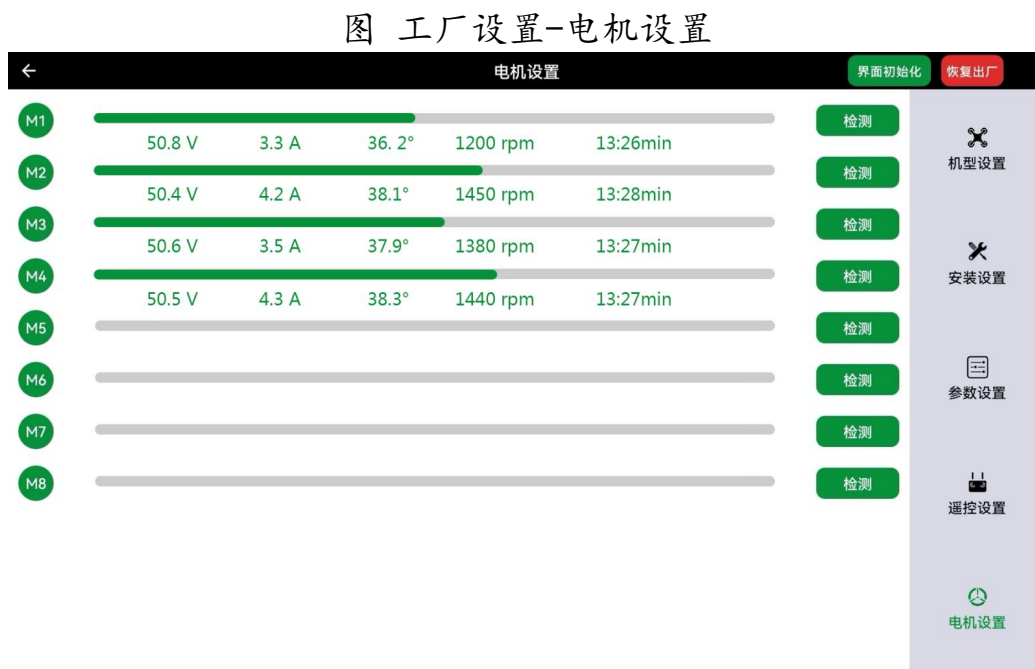 图 工厂设置-电机设置
电机设置 界面初始化 恢复出厂
M1 检测
50.8 V 3.3 A 36. 2° 1200 rpm 13:26min
M2 检测
50.4 V 4.2 A 38.1° 1450 rpm 13:28min
M3 检测
50.6 V 3.5 A 37.9° 1380 rpm 13:27min
M4 检测
50.5 V 4.3 A 38.3° 1440 rpm 13:27min
M5 检测
M6 检测
M7 检测
M8 检测
机型设置
安装设置
参数设置
遥控设置
电机设置